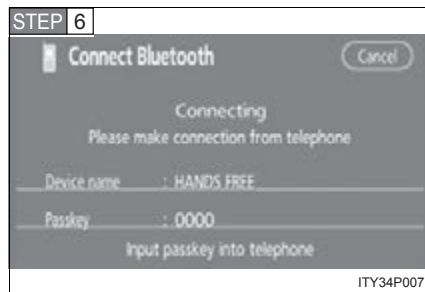 STEP 6
Connect Bluetooth
Cancel
Connecting
Please make connection from telephone
Device name : HANDS FREE
Passkey : 0000
Input passkey into telephone
ITY34P007